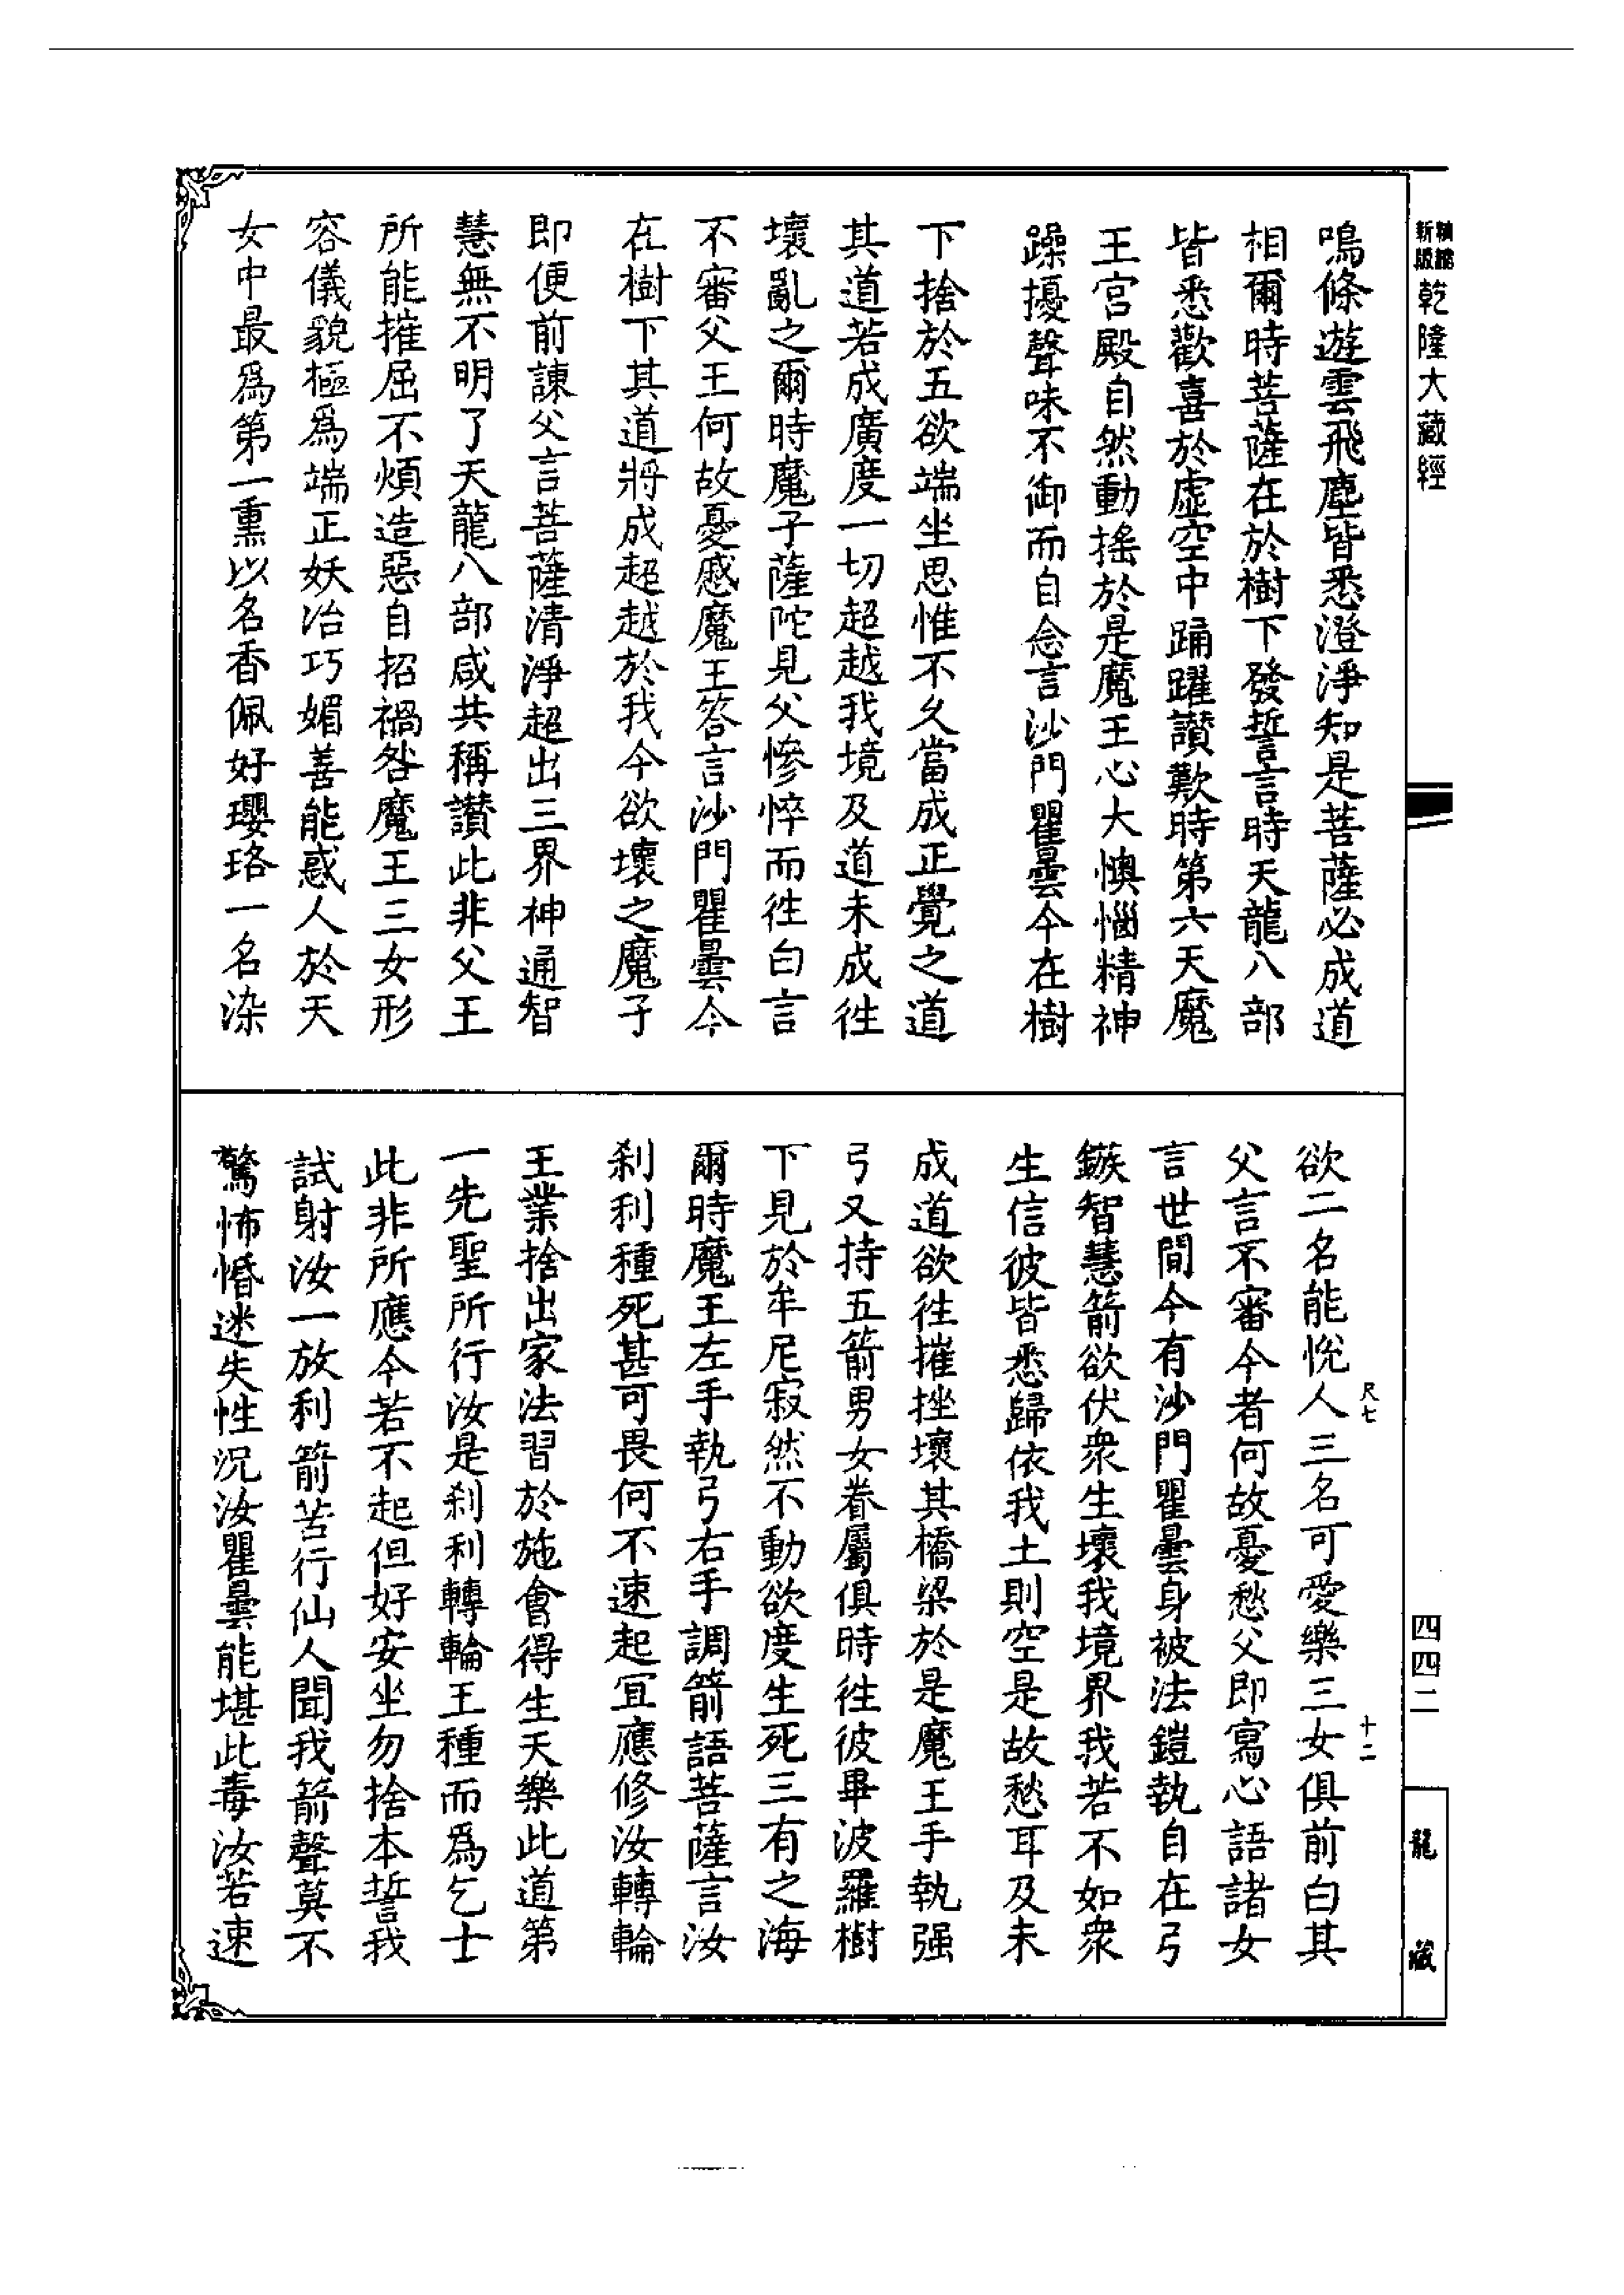 精縮新版乾隆大藏經
鳴條遊雲飛塵皆悉澄淨知是菩薩必成道
相爾時菩薩在於樹下發誓言時天龍八部
皆悉歡喜於虛空中踊躍讚歎時第六天魔
王宮殿自然動搖於是魔王心大懊惱精神
躁擾聲味不御而自念言沙門瞿曇今在樹
下捨於五欲端坐思惟不久當成正覺之道
其道若成廣度一切超越我境及道未成往
壞亂之爾時魔子薩陀見父慘悴而往白言
不審父王何故憂慼魔王答言沙門瞿曇今
在樹下其道將成超越於我今欲壞之魔子
即便前諫父言菩薩清淨超出三界神通智
慧無不明了天龍八部咸共稱讚此非父王
所能摧屈不煩造惡自招禍咎魔王三女形
容儀貌極爲端正妖冶巧媚善能惑人於天
女中最爲第一熏以名香佩好瓔珞一名染
欲二名能悅人三名可愛樂三女俱前白其
父言不審今者何故憂愁父即寫心語諸女
言世間今有沙門瞿曇身被法鎧執自在弓
鏃智慧箭欲伏衆生壞我境界我若不如衆
生信彼皆悉歸依我土則空是故愁耳及未
成道欲往摧挫壞其橋梁於是魔王手執强
弓又持五箭男女眷屬俱時往彼畢波羅樹
下見於牟尼寂然不動欲度生死三有之海
爾時魔王左手執弓右手調箭語菩薩言汝
刹利種死甚可畏何不速起宜應修汝轉輪
王業捨出家法習於施會得生天樂此道第
一先聖所行汝是刹利轉輪王種而爲乞士
此非所應今若不起但好安坐勿捨本誓我
試射汝一放利箭苦行仙人聞我箭聲莫不
驚怖惛迷失性況汝瞿曇能堪此毒汝若速
尺七
十二
四四二
龍藏